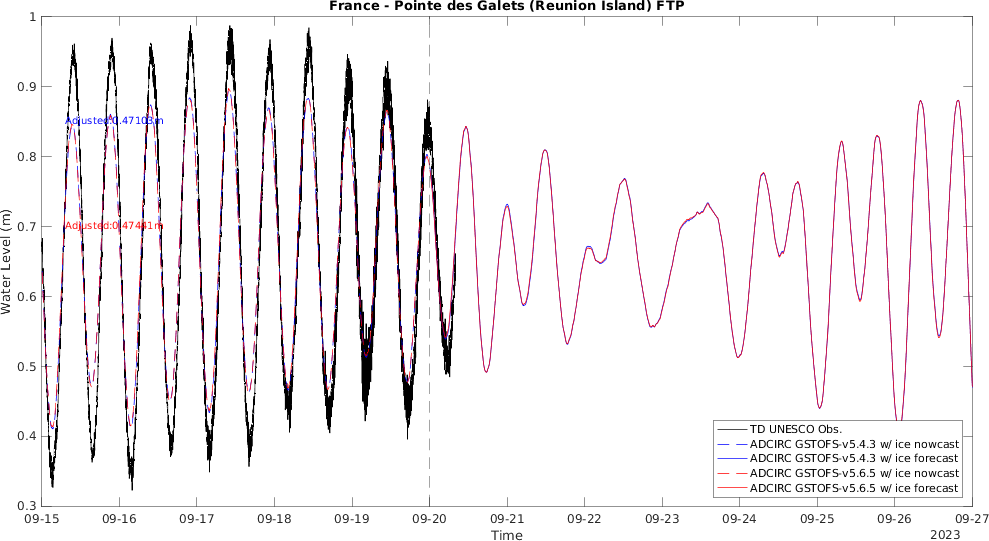 France - Pointe des Galets (Reunion Island) FTP
Water Level (m)
1
0.9
0.8
0.7
0.6
0.5
0.4
0.3
Adjusted:0.47103m
Adjusted:0.47441m
TD UNESCO Obs.
ADCIRC GSTOFS-v5.4.3 w/ ice nowcast
ADCIRC GSTOFS-v5.4.3 w/ ice forecast
ADCIRC GSTOFS-v5.6.5 w/ ice nowcast
ADCIRC GSTOFS-v5.6.5 w/ ice forecast
09-15 09-16 09-17 09-18 09-19 09-20 09-21 09-22 09-23 09-24 09-25 09-26 09-27
Time
2023